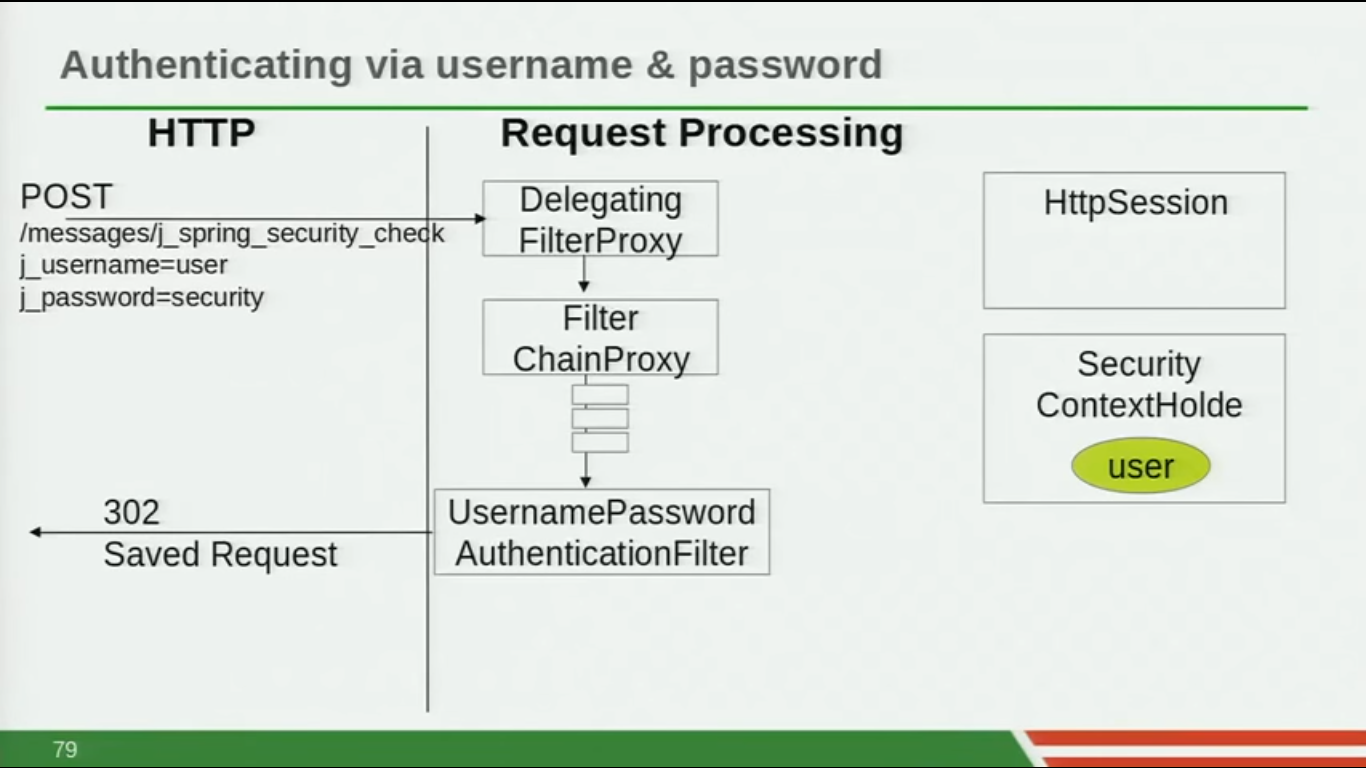 Authenticating via username & password
HTTP
Request Processing
POST
/messages/j_spring_security_check
j_username=user
j_password=security
Delegating
FilterProxy
Filter
ChainProxy
UsernamePassword
AuthenticationFilter
302
Saved Request
HttpSession
Security
ContextHolde
user
79